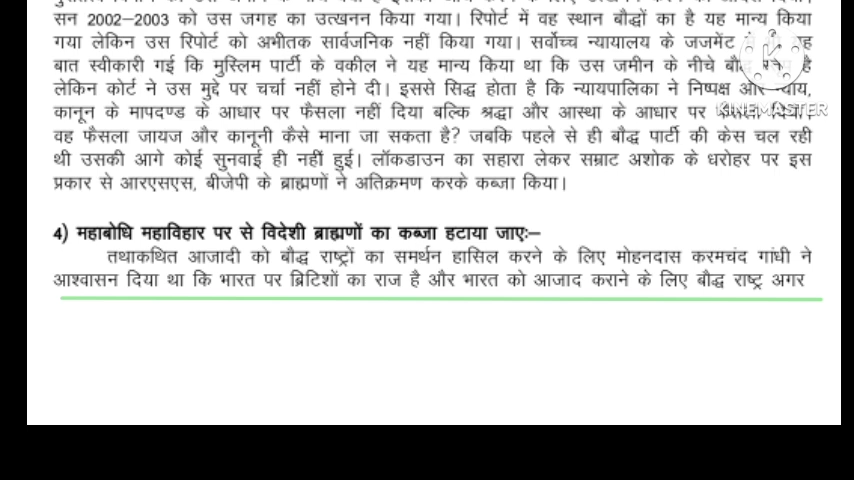 सन 2002–2003 को उस जगह का उत्खनन किया गया। रिपोर्ट में वह स्थान बौद्धों का है यह मान्य किया
गया लेकिन उस रिपोर्ट को अभीतक सार्वजनिक नहीं किया गया। सर्वोच्च न्यायालय के जजमेंट
बात स्वीकारी गई कि मुस्लिम पार्टी के वकील ने यह मान्य किया था कि उस जमीन के नीचे है
लेकिन कोर्ट ने उस मुद्दे पर चर्चा नहीं होने दी। इससे सिद्ध होता है कि न्यायपालिका ने निष्पक्ष और न्याय,
KINEMASTER
कानून के मापदण्ड के आधार पर फैसला नहीं दिया बल्कि श्रद्धा और आस्था के आधार पर
वह फैसला जायज और कानूनी कैसे माना जा सकता है? जबकि पहले से ही बौद्ध पार्टी की केस चल रही
थी उसकी आगे कोई सुनवाई ही नहीं हुई। लॉकडाउन का सहारा लेकर सम्राट अशोक के धरोहर पर इस
प्रकार से आरएसएस, बीजेपी के ब्राह्मणों ने अतिक्रमण करके कब्जा किया।
4) महाबोधि महाविहार पर से विदेशी ब्राह्मणों का कब्जा हटाया जाएः–
तथाकथित आजादी को बौद्ध राष्ट्रों का समर्थन हासिल करने के लिए मोहनदास करमचंद गांधी ने
आश्वासन दिया था कि भारत पर ब्रिटिशों का राज है और भारत को आजाद कराने के लिए बौद्ध राष्ट्र अगर